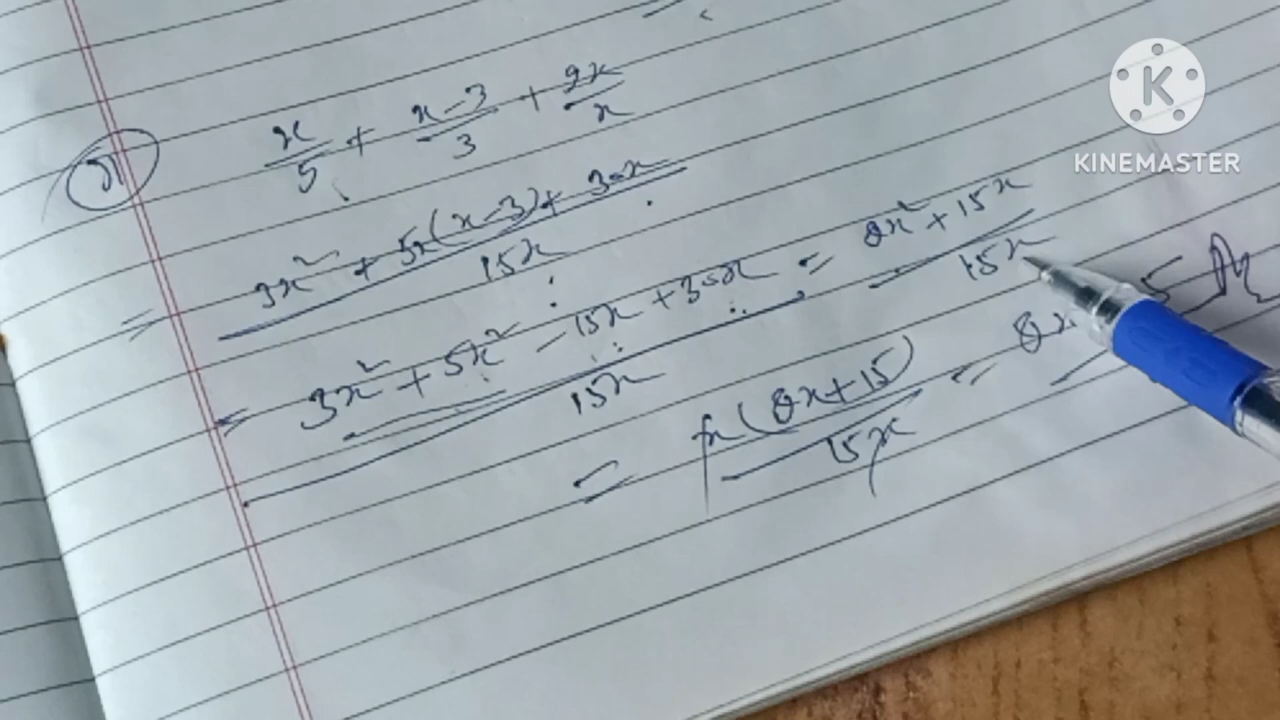 x/5 + x-3/3 + 2x/x
= 3x² + 5x(x-3) + 30x / 15x
= 3x² + 5x² - 15x + 30x / 15x = 8x² + 15x / 15x
= x(8x+15) / 15x = 8x
KINEMASTER